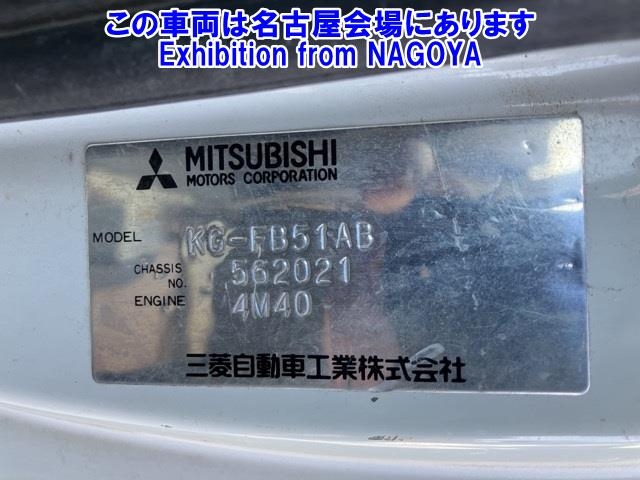 この車両は名古屋会場にあります
Exhibition from NAGOYA
MITSUBISHI
MOTORS CORPORATION
MODEL KG-FB51AB
CHASSIS NO. 562021
ENGINE 4M40
三菱自動車工業株式会社